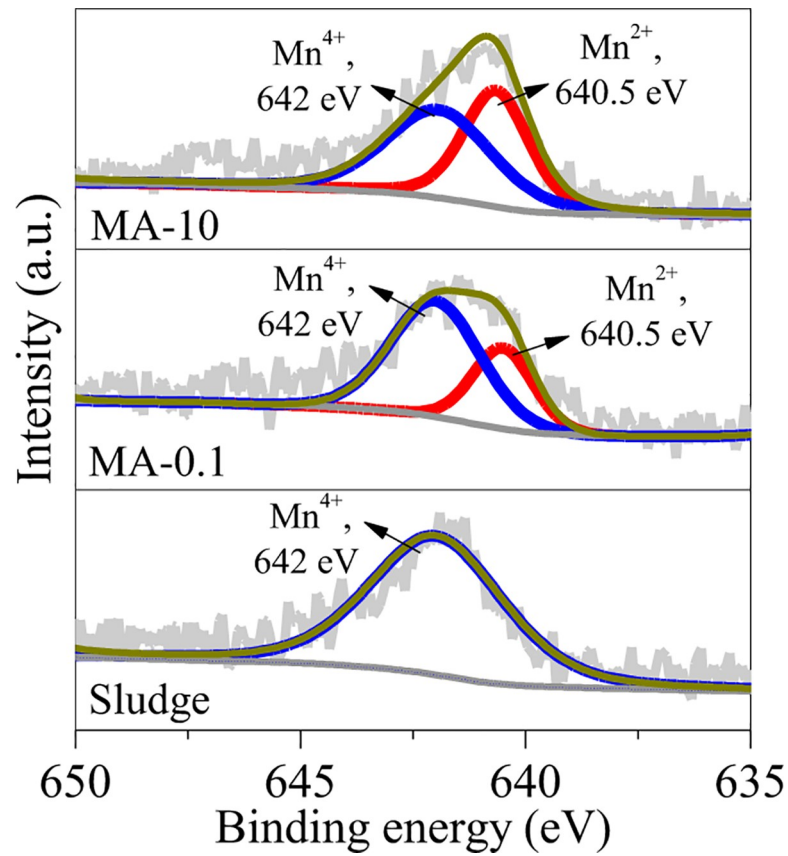 Mn⁴⁺,
642 eV
Mn²⁺,
640.5 eV
MA-10
Mn⁴⁺,
642 eV
Mn²⁺,
640.5 eV
MA-0.1
Mn⁴⁺,
642 eV
Sludge
Intensity (a.u.)
650 645 640 635
Binding energy (eV)